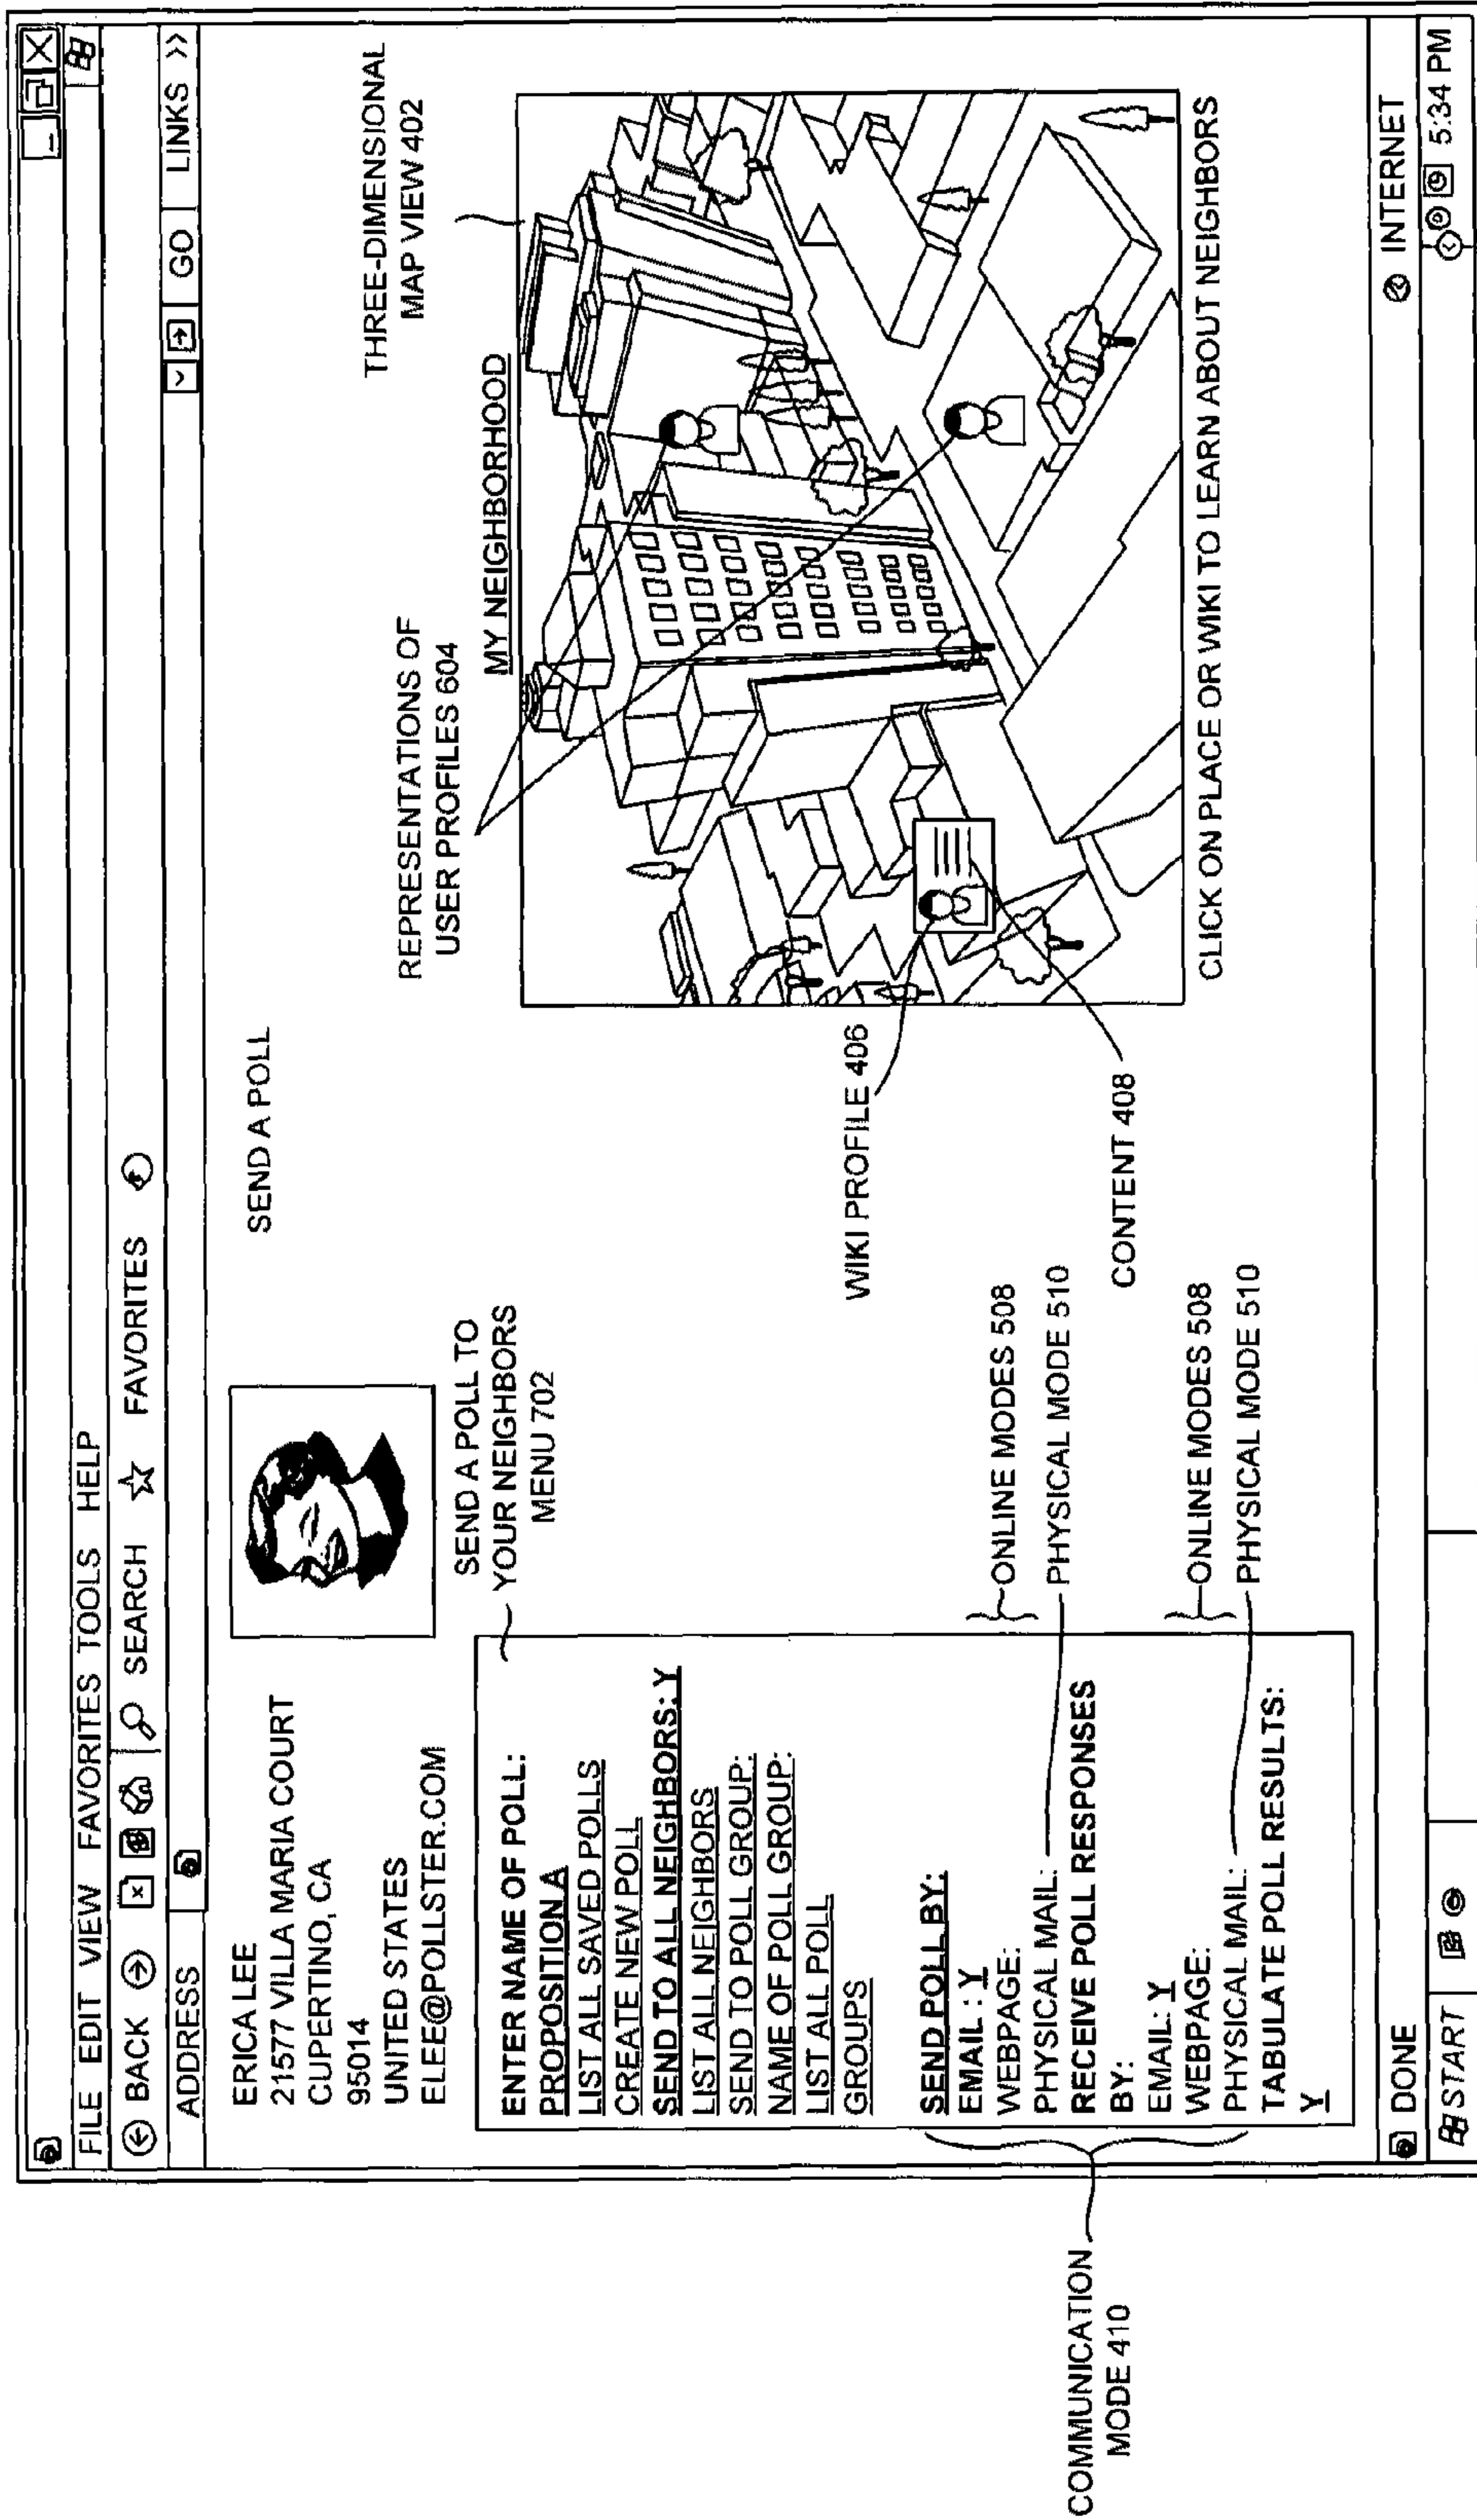 FILE EDIT VIEW FAVORITES TOOLS HELP
BACK SEARCH FAVORITES
ADDRESS GO LINKS >>
ERICA LEE
21577 VILLA MARIA COURT
CUPERTINO, CA
95014
UNITED STATES
ELEE@POLLSTER.COM
SEND A POLL
SEND A POLL TO
YOUR NEIGHBORS
MENU 702
ENTER NAME OF POLL:
PROPOSITION A
LIST ALL SAVED POLLS
CREATE NEW POLL
SEND TO ALL NEIGHBORS: Y
LIST ALL NEIGHBORS
SEND TO POLL GROUP:
NAME OF POLL GROUP:
LIST ALL POLL
GROUPS
SEND POLL BY:
EMAIL : Y
WEBPAGE:
PHYSICAL MAIL:
RECEIVE POLL RESPONSES
BY:
EMAIL: Y
WEBPAGE:
PHYSICAL MAIL:
TABULATE POLL RESULTS:
Y
COMMUNICATION
MODE 410
ONLINE MODES 508
PHYSICAL MODE 510
ONLINE MODES 508
PHYSICAL MODE 510
THREE-DIMENSIONAL
MAP VIEW 402
REPRESENTATIONS OF
USER PROFILES 604
MY NEIGHBORHOOD
WIKI PROFILE 406
CONTENT 408
CLICK ON PLACE OR WIKI TO LEARN ABOUT NEIGHBORS
DONE
INTERNET
START
5:34 PM